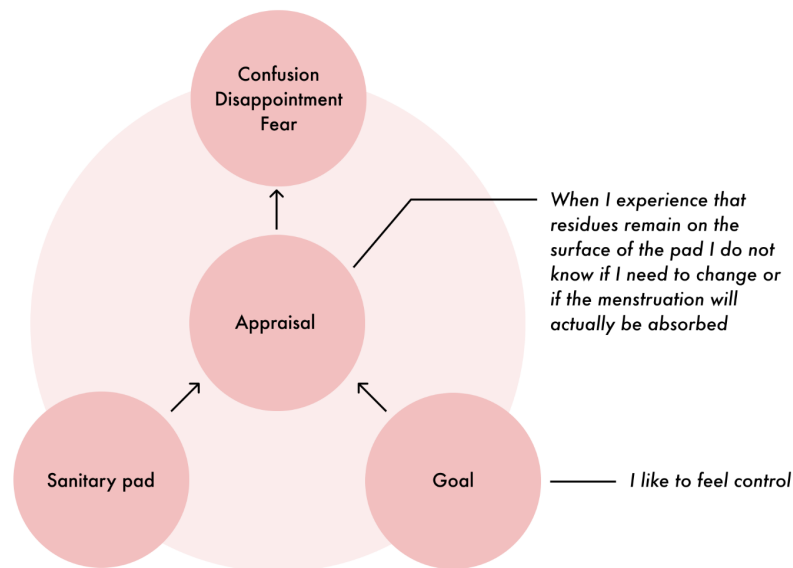 Confusion
Disappointment
Fear
When I experience that
residues remain on the
surface of the pad I do not
know if I need to change or
if the menstruation will
actually be absorbed
Appraisal
Sanitary pad
Goal
I like to feel control